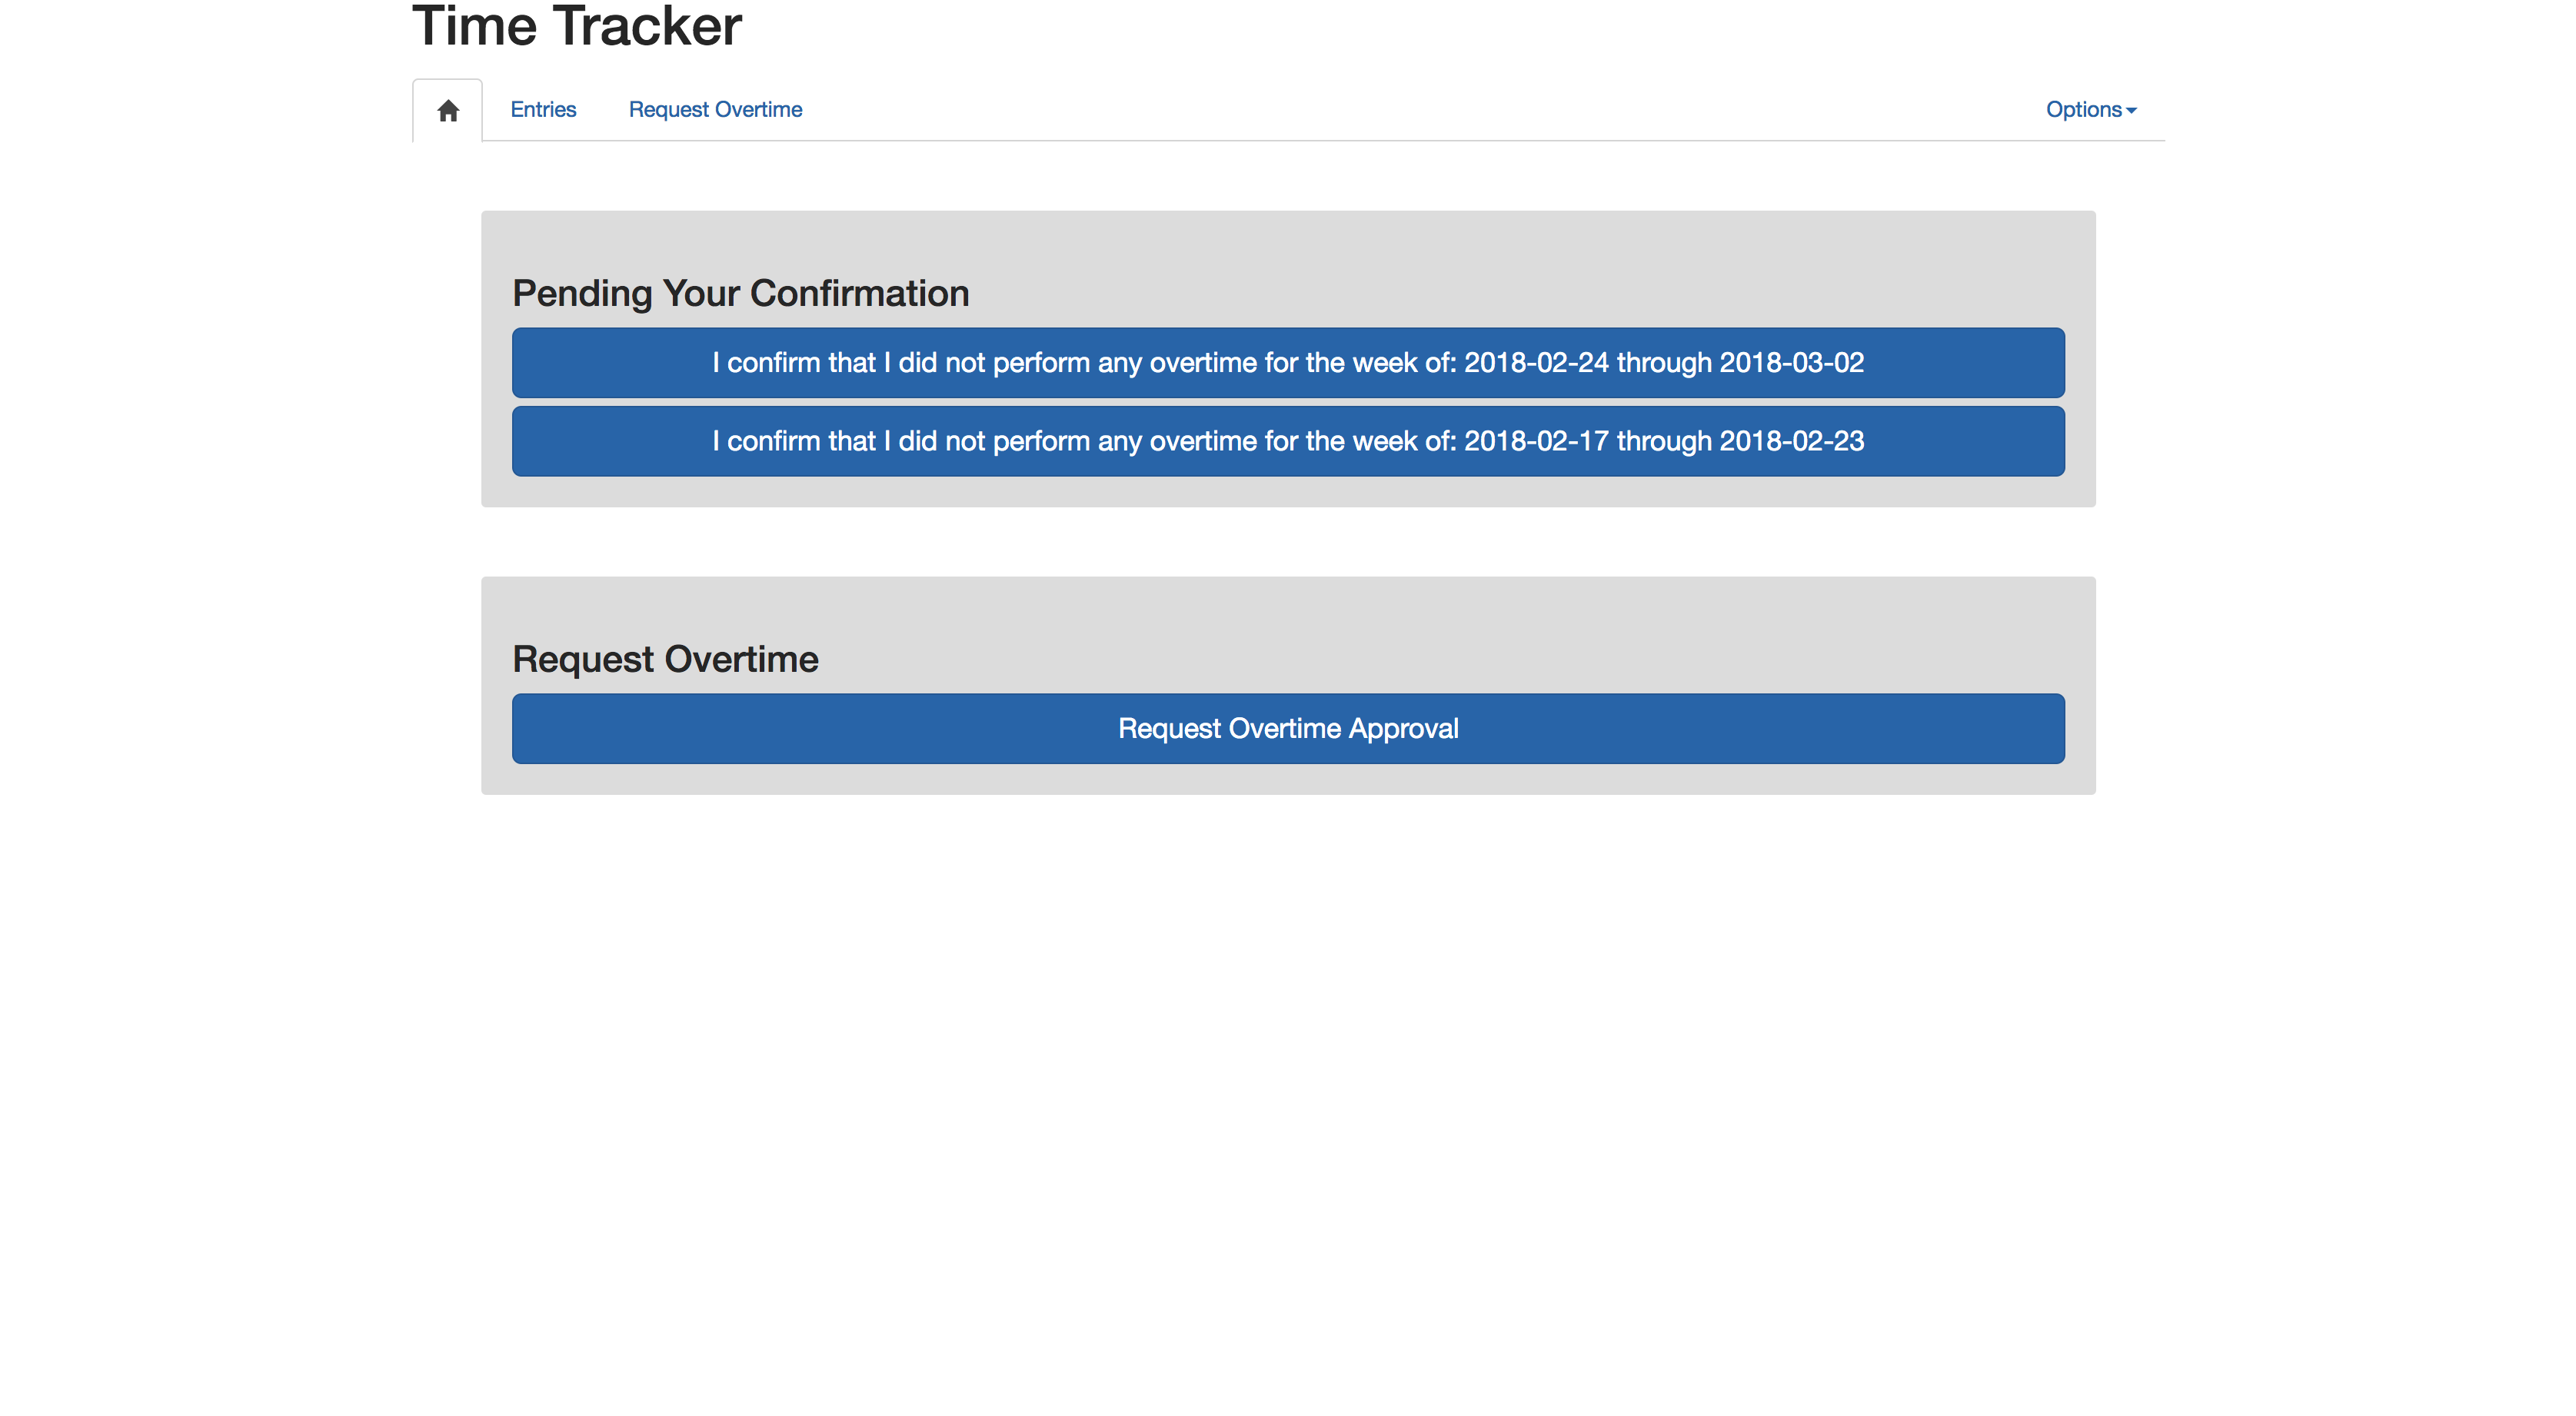 Time Tracker
Entries Request Overtime Options
Pending Your Confirmation
I confirm that I did not perform any overtime for the week of: 2018-02-24 through 2018-03-02
I confirm that I did not perform any overtime for the week of: 2018-02-17 through 2018-02-23
Request Overtime
Request Overtime Approval